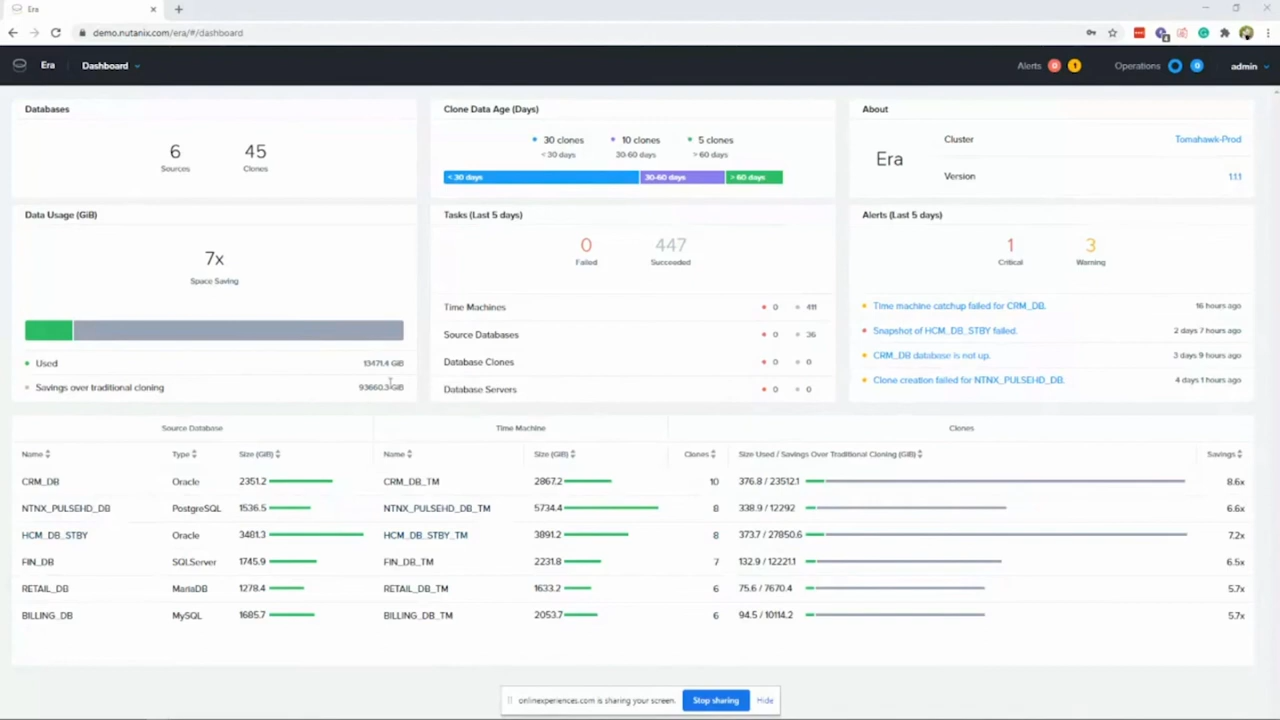 Era
demo.nutanix.com/era/#/dashboard
Era Dashboard Alerts 0 1 Operations 0 admin
Databases
6 45
Sources Clones
Clone Data Age (Days)
30 clones 10 clones 5 clones
< 30 days 30-60 days > 60 days
< 30 days 30-60 days > 60 days
About
Era
Cluster Tomahawk-Prod
Version 1.1.1
Data Usage (GiB)
7x
Space Saving
Used 13471.4 GiB
Savings over traditional cloning 93660.3 GiB
Tasks (Last 5 days)
0 447
Failed Succeeded
Time Machines 0 411
Source Databases 0 36
Database Clones 0 0
Database Servers 0 0
Alerts (Last 5 days)
1 3
Critical Warning
Time machine catchup failed for CRM_DB. 16 hours ago
Snapshot of HCM_DB_STBY failed. 2 days 7 hours ago
CRM_DB database is not up. 3 days 9 hours ago
Clone creation failed for NTNX_PULSEHD_DB. 4 days 1 hours ago
Source Database Time Machine Clones
Name Type Size (GiB) Name Size (GiB) Clones Size Used / Savings Over Traditional Cloning (GiB) Savings
CRM_DB Oracle 2351.2 CRM_DB_TM 2867.2 10 376.8 / 23512.1 8.6x
NTNX_PULSEHD_DB PostgreSQL 1536.5 NTNX_PULSEHD_DB_TM 5734.4 8 338.9 / 12292 6.6x
HCM_DB_STBY Oracle 3481.3 HCM_DB_STBY_TM 3891.2 8 373.7 / 27850.6 7.2x
FIN_DB SQLServer 1745.9 FIN_DB_TM 2231.8 7 132.9 / 12221.1 6.5x
RETAIL_DB MariaDB 1278.4 RETAIL_DB_TM 1633.2 6 75.6 / 7670.4 5.7x
BILLING_DB MySQL 1685.7 BILLING_DB_TM 2053.7 6 94.5 / 10114.2 5.7x
onlinexperiences.com is sharing your screen. Stop sharing Hide